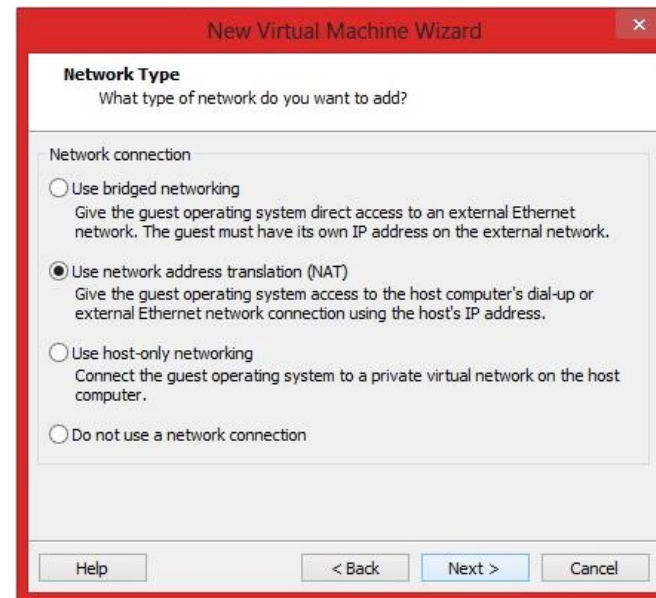 New Virtual Machine Wizard
×
Network Type
What type of network do you want to add?
Network connection
Use bridged networking
Give the guest operating system direct access to an external Ethernet
network. The guest must have its own IP address on the external network.
Use network address translation (NAT)
Give the guest operating system access to the host computer's dial-up or
external Ethernet network connection using the host's IP address.
Use host-only networking
Connect the guest operating system to a private virtual network on the host
computer.
Do not use a network connection
Help
< Back
Next >
Cancel